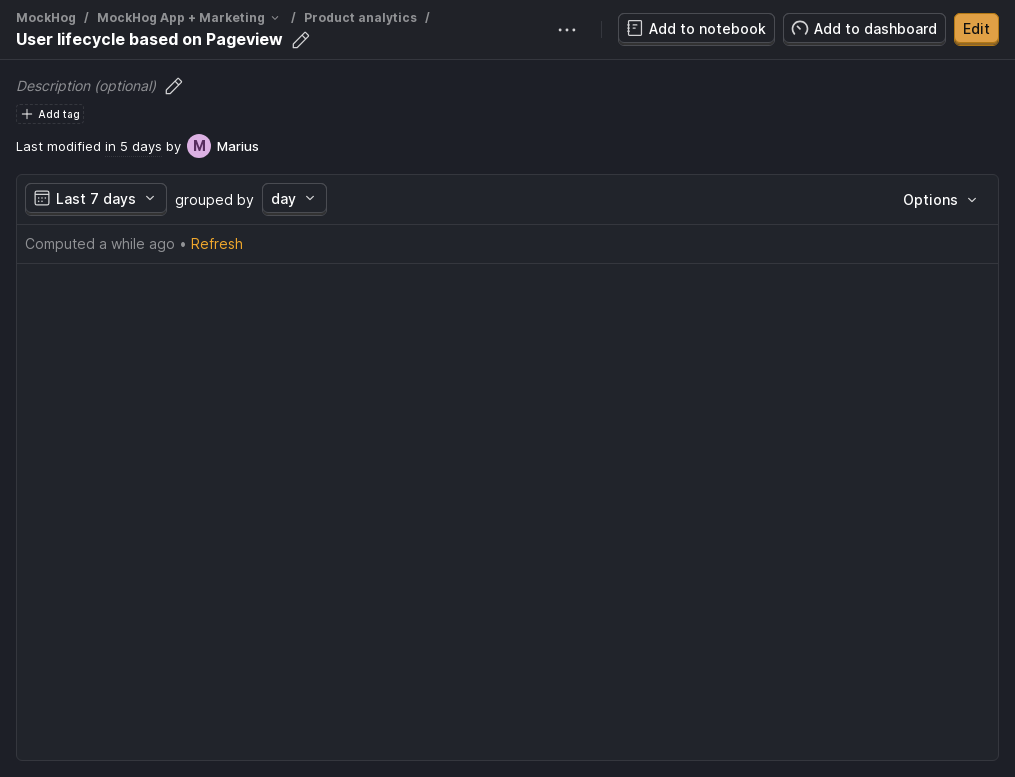 MockHog / MockHog App + Marketing / Product analytics /
User lifecycle based on Pageview
Add to notebook
Add to dashboard
Edit
Description (optional)
Add tag
Last modified in 5 days by M Marius
Last 7 days grouped by day
Options
Computed a while ago • Refresh